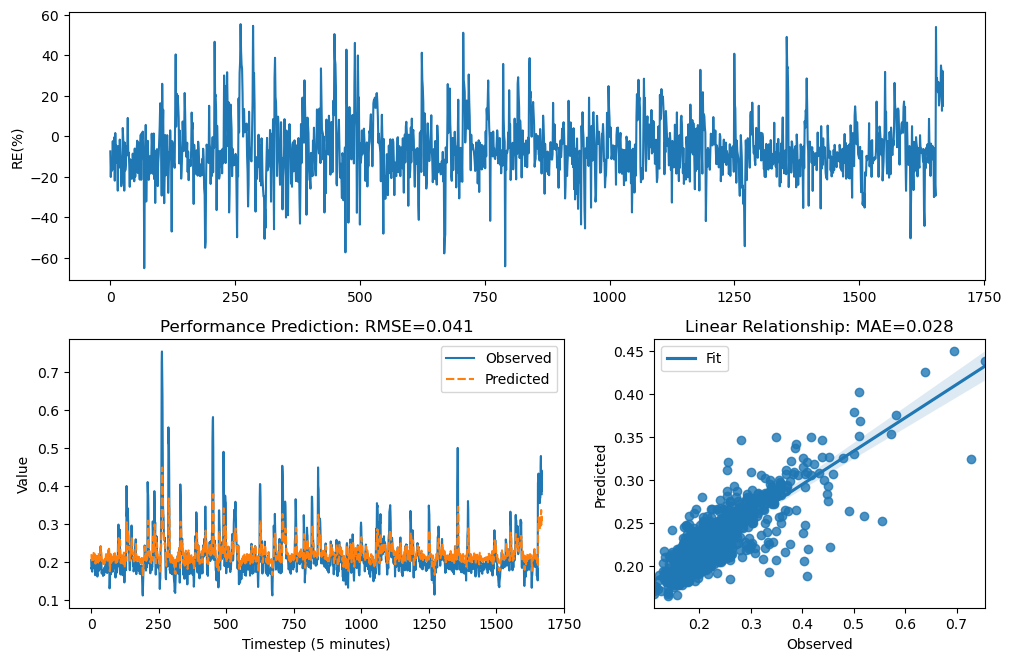 RE(%)
60
40
20
0
−20
−40
−60
0 250 500 750 1000 1250 1500 1750
Performance Prediction: RMSE=0.041
Value
0.7
0.6
0.5
0.4
0.3
0.2
0.1
Observed
Predicted
0 250 500 750 1000 1250 1500 1750
Timestep (5 minutes)
Linear Relationship: MAE=0.028
Predicted
0.45
0.40
0.35
0.30
0.25
0.20
Fit
0.2 0.3 0.4 0.5 0.6 0.7
Observed